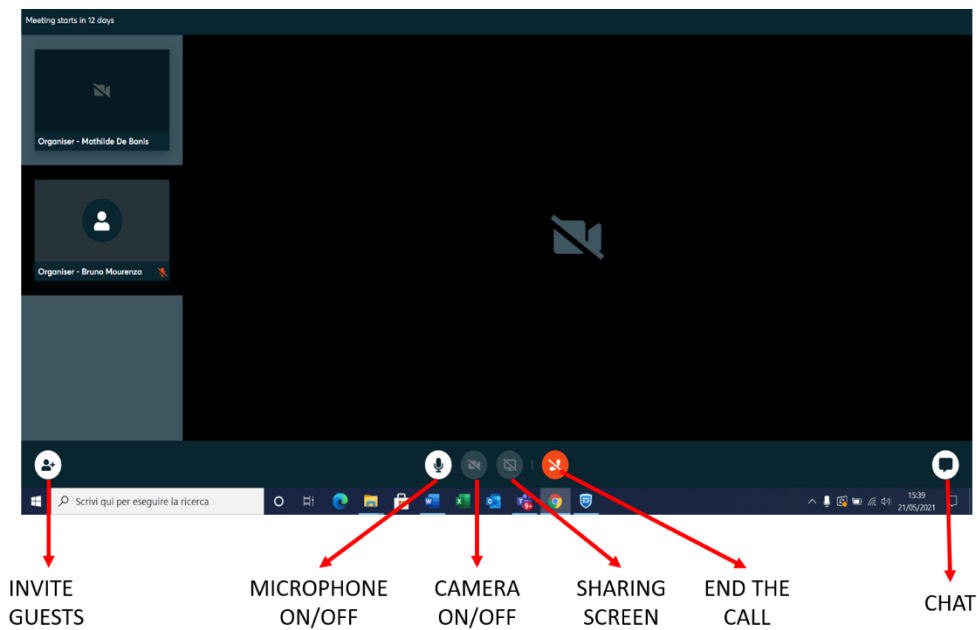 Meeting starts in 12 days
Organiser - Mathilde De Bonis
Organiser - Bruno Mourenza
Scrivi qui per eseguire la ricerca
9+
15:39
21/05/2021
INVITE
GUESTS
MICROPHONE
ON/OFF
CAMERA
ON/OFF
SHARING
SCREEN
END THE
CALL
CHAT